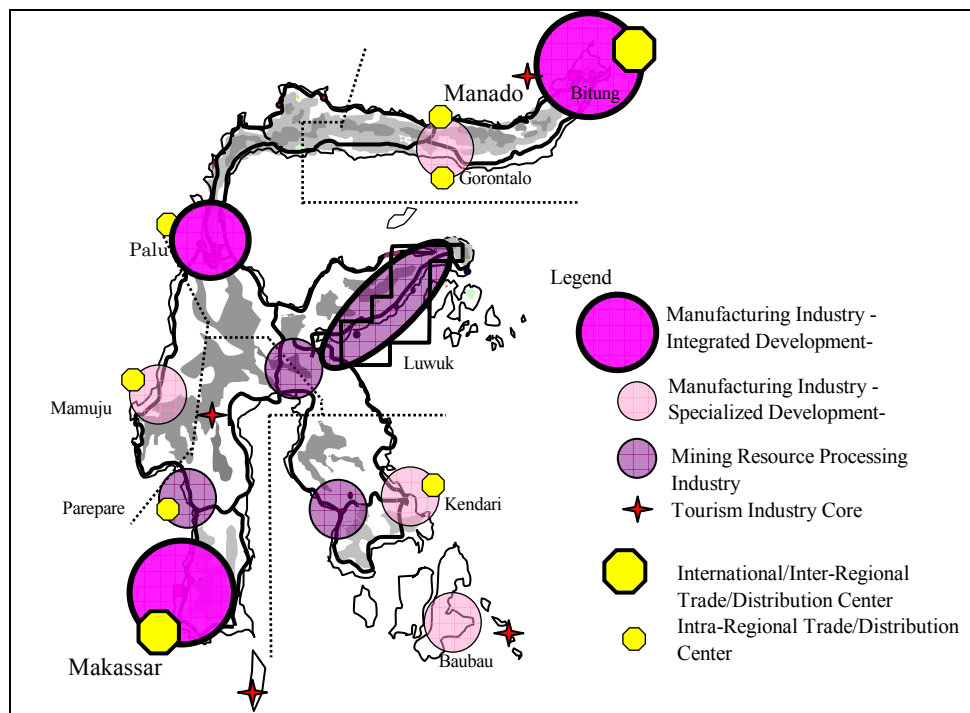 Manado
Bitung
Gorontalo
Palu
Legend
Manufacturing Industry -
Integrated Development-
Luwuk
Manufacturing Industry -
Specialized Development-
Mamuju
Mining Resource Processing
Industry
Parepare
Kendari
Tourism Industry Core
International/Inter-Regional
Trade/Distribution Center
Intra-Regional Trade/Distribution
Center
Baubau
Makassar